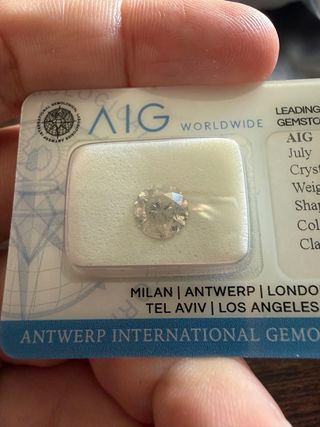 AIG WORLDWIDE
LEADING
GEMSTO
AIG
July
Cryst
Weig
Shap
Colo
Cla
MILAN | ANTWERP | LONDO
TEL AVIV | LOS ANGELES
ANTWERP INTERNATIONAL GEMO